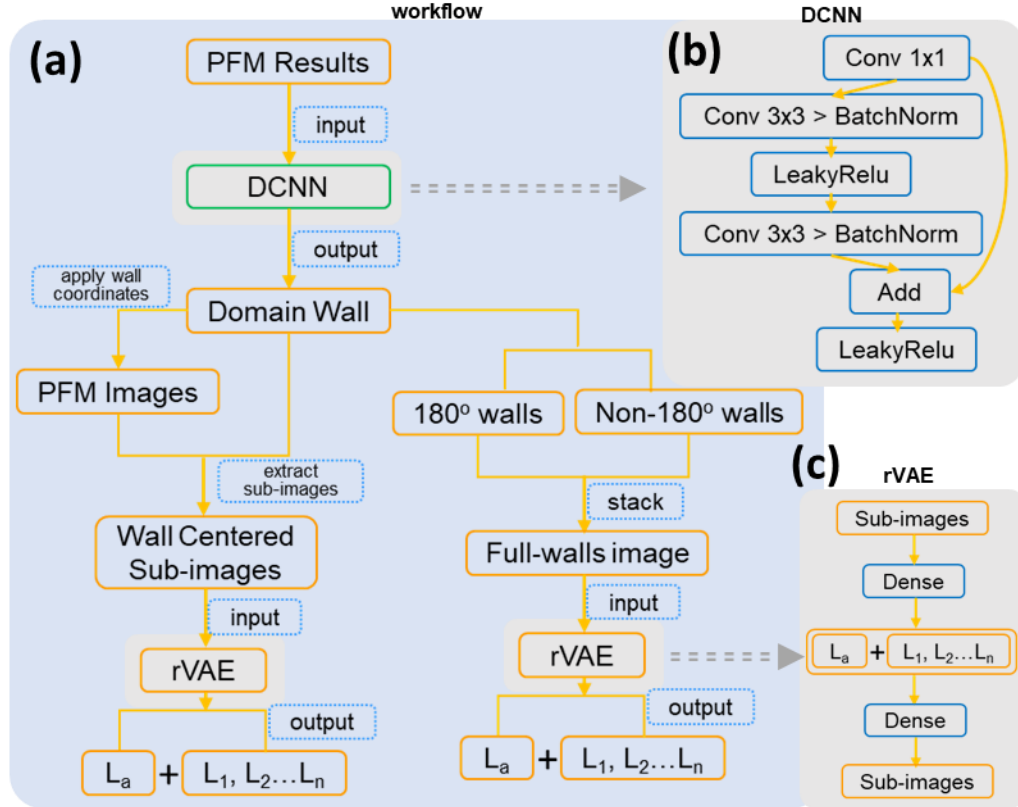 workflow
(a)
PFM Results
input
DCNN
output
apply wall
coordinates
Domain Wall
PFM Images
180º walls
Non-180º walls
extract
sub-images
stack
Wall Centered
Sub-images
Full-walls image
input
input
rVAE
rVAE
output
output
Lₐ + L₁, L₂…Lₙ
Lₐ + L₁, L₂…Lₙ
DCNN
(b)
Conv 1x1
Conv 3x3 > BatchNorm
LeakyRelu
Conv 3x3 > BatchNorm
Add
LeakyRelu
(c)
rVAE
Sub-images
Dense
Lₐ + L₁, L₂…Lₙ
Dense
Sub-images